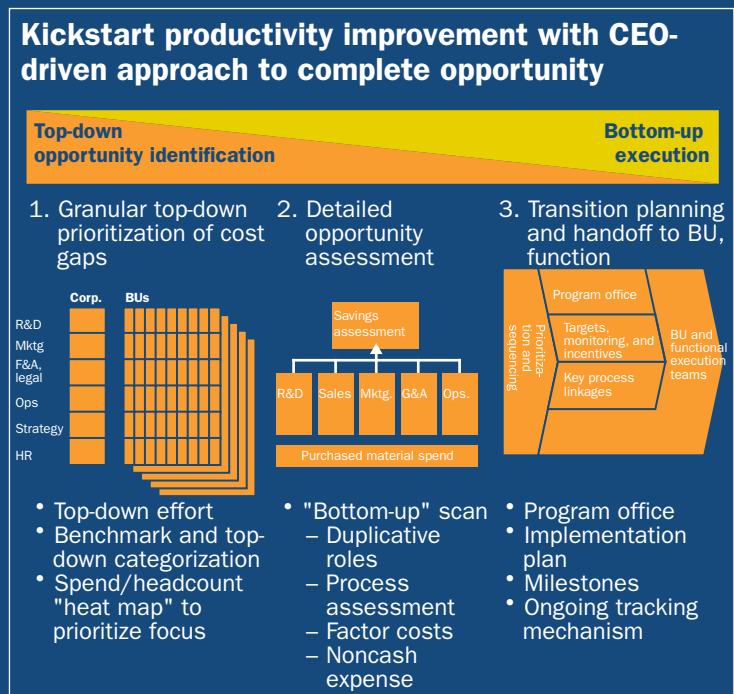 Kickstart productivity improvement with CEO-
driven approach to complete opportunity
Top-down
opportunity identification
Bottom-up
execution
1. Granular top-down
prioritization of cost
gaps
Corp.
BUs
R&D
Mktg
F&A,
legal
Ops
Strategy
HR
• Top-down effort
• Benchmark and top-
down categorization
• Spend/headcount
"heat map" to
prioritize focus
2. Detailed
opportunity
assessment
Savings
assessment
R&D
Sales
Mktg.
G&A
Ops.
Purchased material spend
• "Bottom-up" scan
– Duplicative
roles
– Process
assessment
– Factor costs
– Noncash
expense
3. Transition planning
and handoff to BU,
function
Prioritiza-
tion and
sequencing
Program office
Targets,
monitoring, and
incentives
Key process
linkages
BU and
functional
execution
teams
• Program office
• Implementation
plan
• Milestones
• Ongoing tracking
mechanism